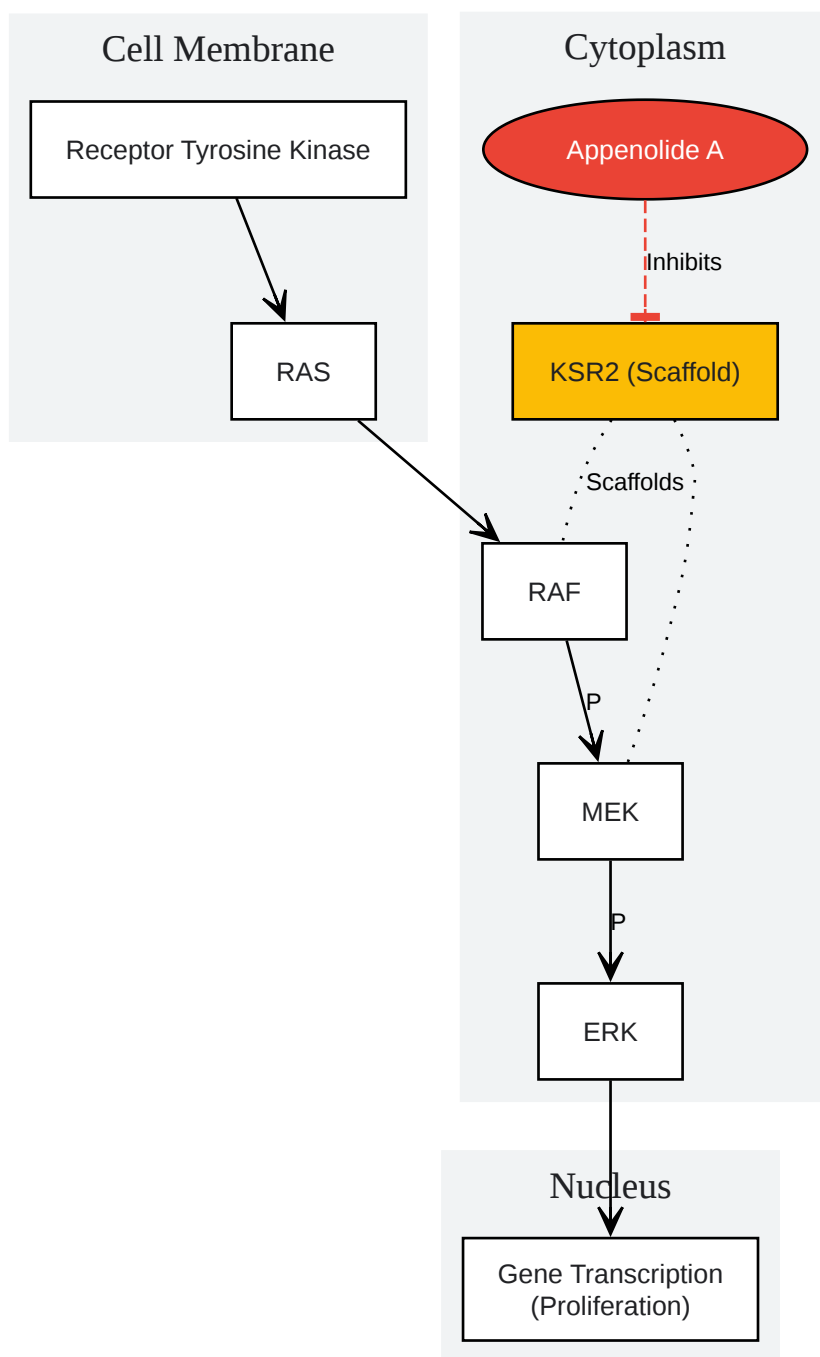 Cell Membrane
Cytoplasm
Receptor Tyrosine Kinase
Appenolide A
Inhibits
RAS
KSR2 (Scaffold)
Scaffolds
RAF
P
MEK
P
ERK
Nucleus
Gene Transcription
(Proliferation)